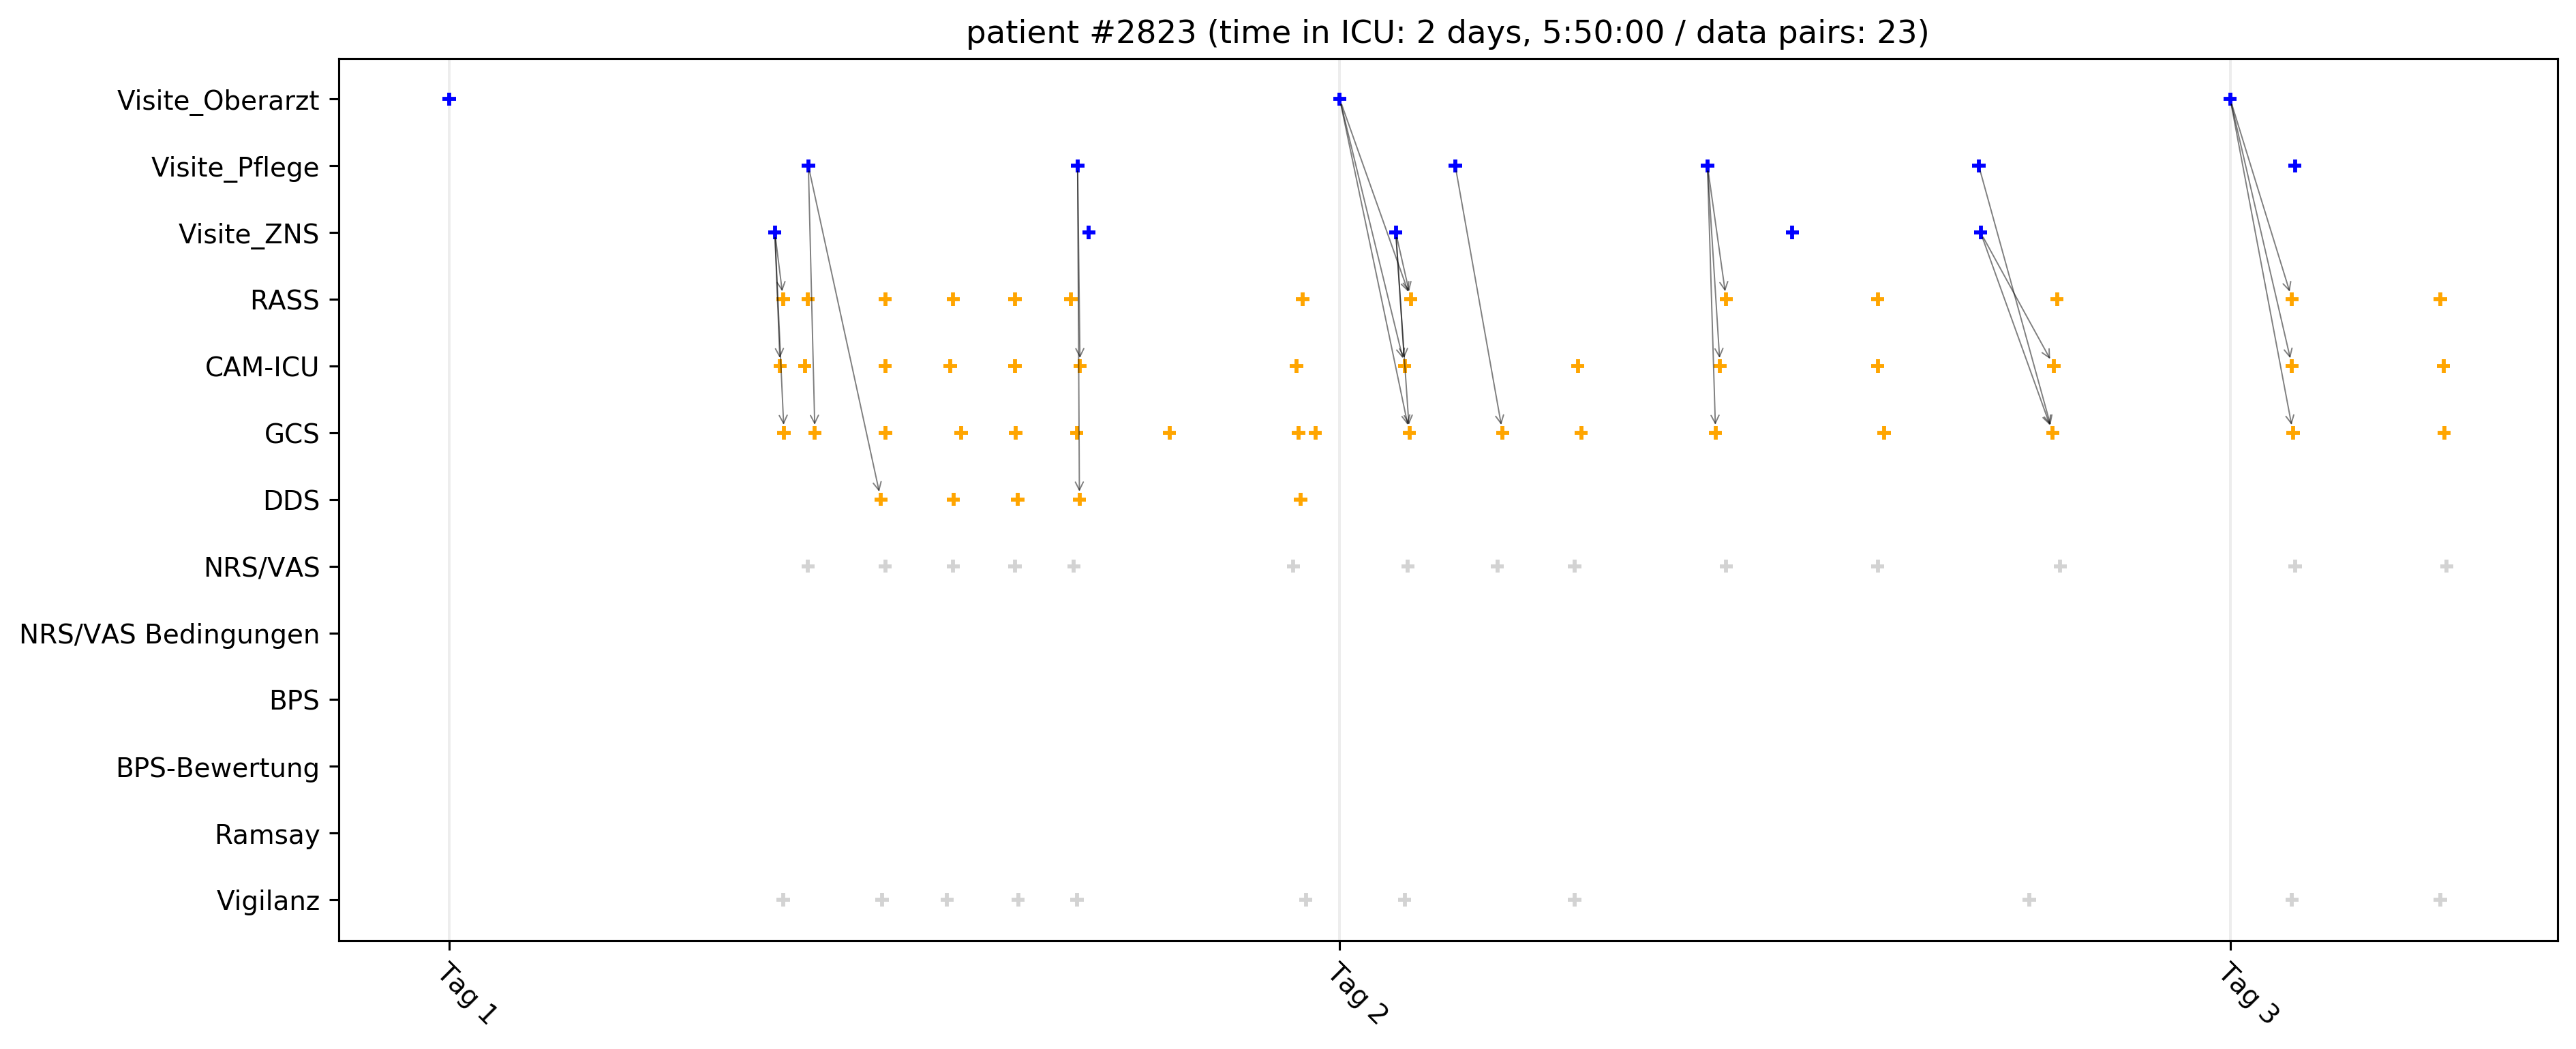 patient #2823 (time in ICU: 2 days, 5:50:00 / data pairs: 23)
Visite_Oberarzt
Visite_Pflege
Visite_ZNS
RASS
CAM-ICU
GCS
DDS
NRS/VAS
NRS/VAS Bedingungen
BPS
BPS-Bewertung
Ramsay
Vigilanz
Tag 1
Tag 2
Tag 3